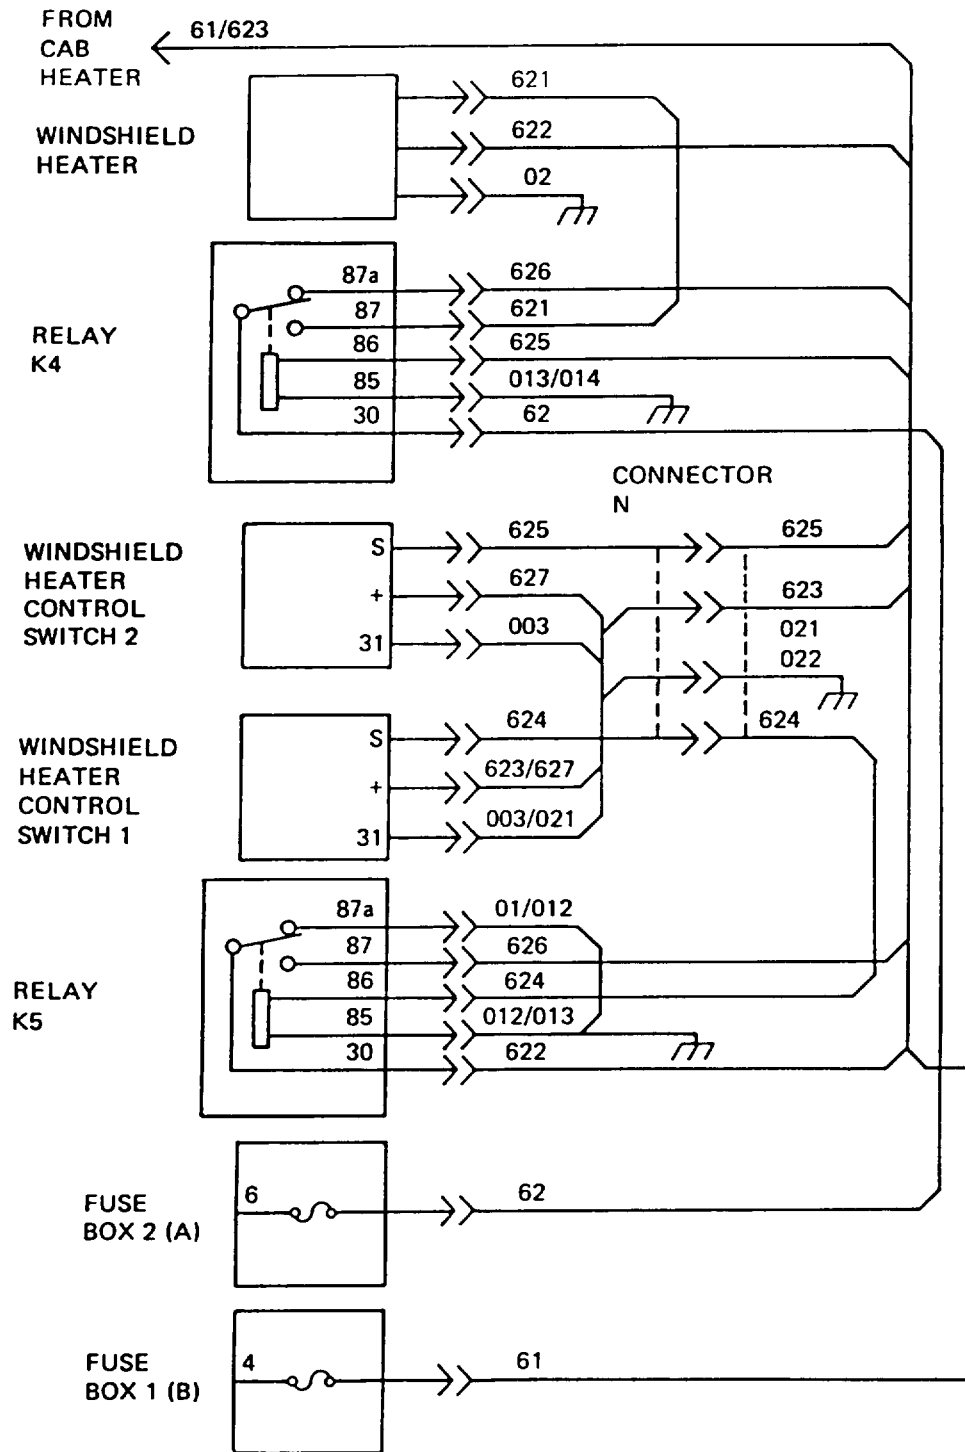 FROM
CAB
HEATER
61/623
WINDSHIELD
HEATER
621
622
02
RELAY
K4
87a
87
86
85
30
626
621
625
013/014
62
CONNECTOR
N
WINDSHIELD
HEATER
CONTROL
SWITCH 2
S
+
31
625
627
003
625
623
021
022
624
WINDSHIELD
HEATER
CONTROL
SWITCH 1
S
+
31
624
623/627
003/021
RELAY
K5
87a
87
86
85
30
01/012
626
624
012/013
622
FUSE
BOX 2 (A)
6
62
FUSE
BOX 1 (B)
4
61